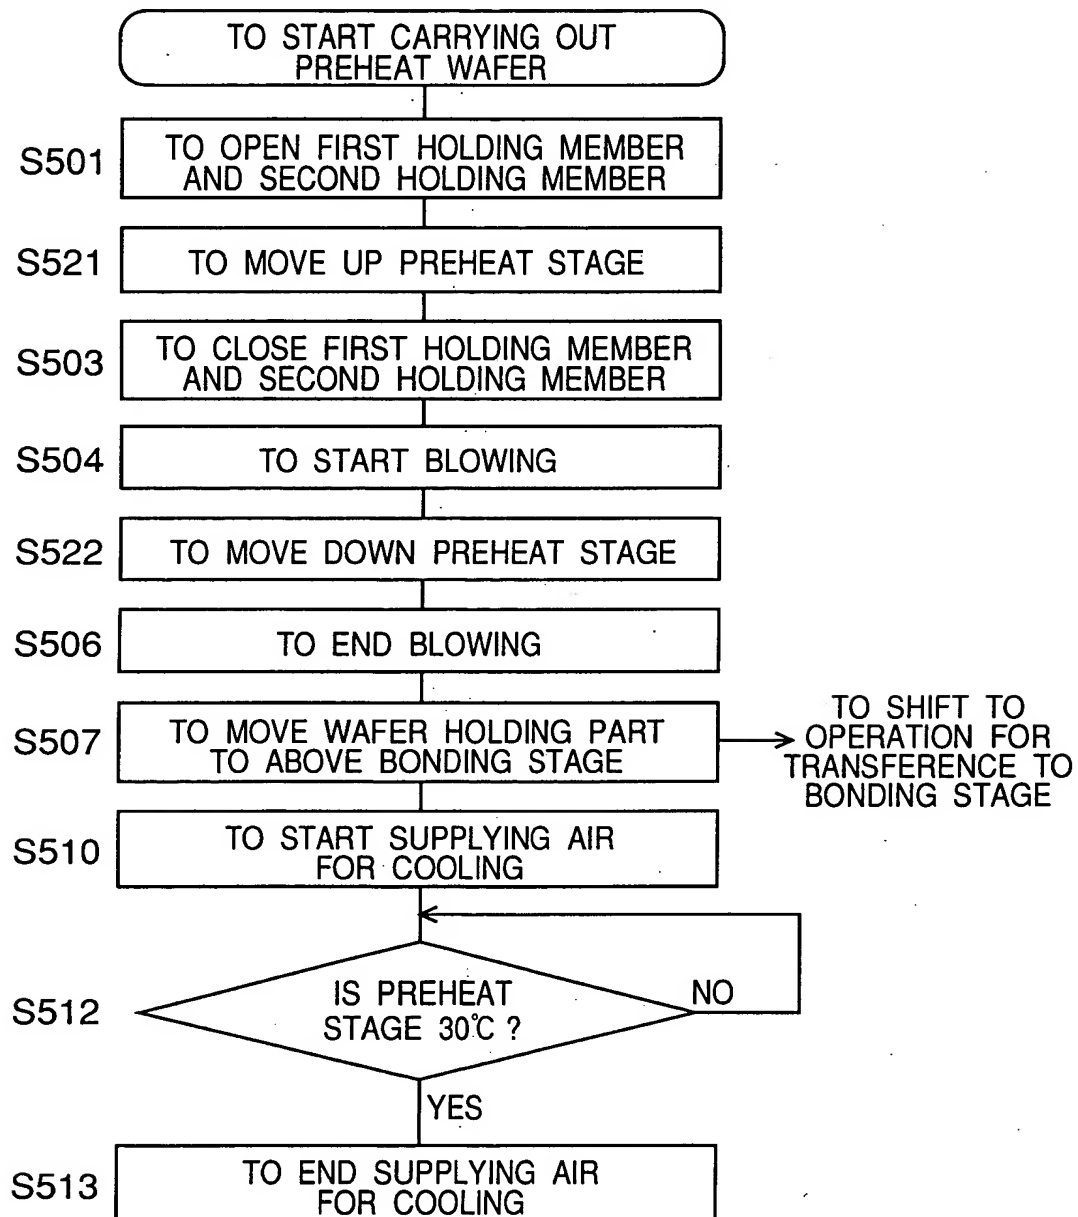 TO START CARRYING OUT
PREHEAT WAFER
S501
TO OPEN FIRST HOLDING MEMBER
AND SECOND HOLDING MEMBER
S521
TO MOVE UP PREHEAT STAGE
S503
TO CLOSE FIRST HOLDING MEMBER
AND SECOND HOLDING MEMBER
S504
TO START BLOWING
S522
TO MOVE DOWN PREHEAT STAGE
S506
TO END BLOWING
S507
TO MOVE WAFER HOLDING PART
TO ABOVE BONDING STAGE
TO SHIFT TO
OPERATION FOR
TRANSFERENCE TO
BONDING STAGE
S510
TO START SUPPLYING AIR
FOR COOLING
S512
IS PREHEAT
STAGE 30℃ ?
NO
YES
S513
TO END SUPPLYING AIR
FOR COOLING